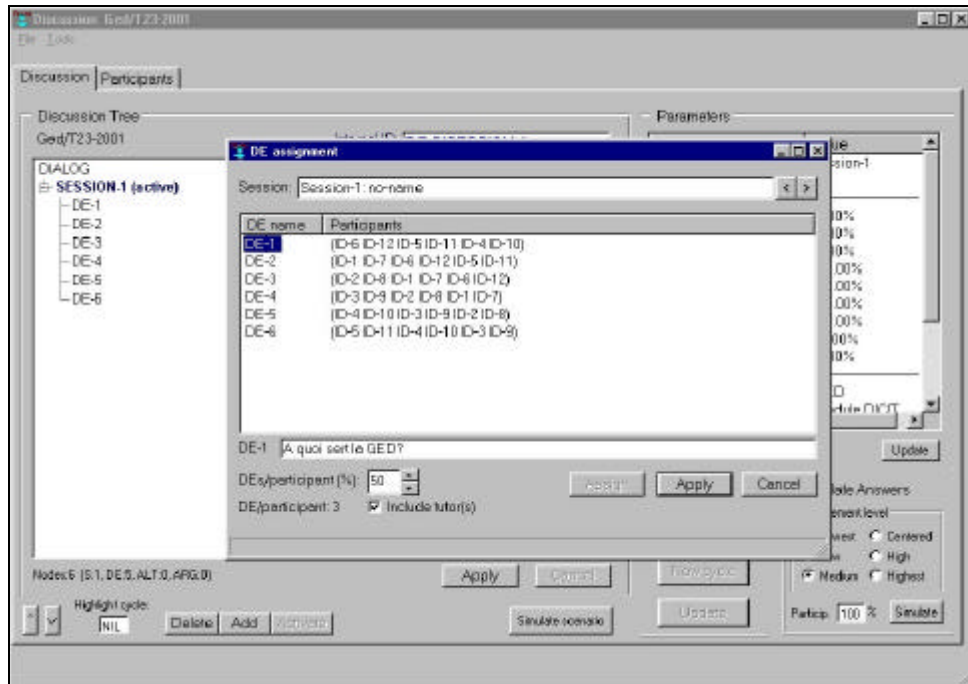 Discussion: Ged/T23-2001
File Tools
Discussion Participants
Discussion Tree
Ged/T23-2001
DIALOG
SESSION-1 (active)
DE-1
DE-2
DE-3
DE-4
DE-5
DE-6
Nodes:6 (S:1, DE:5, ALT:0, ARG:0)
Highlight cycle:
NIL
Delete Add Activate
Apply Cancel
Simulate scenario
DE assignment
Session: Session-1: no-name < >
DE name Participants
DE-1 (ID-6 ID-12 ID-5 ID-11 ID-4 ID-10)
DE-2 (ID-1 ID-7 ID-6 ID-12 ID-5 ID-11)
DE-3 (ID-2 ID-8 ID-1 ID-7 ID-6 ID-12)
DE-4 (ID-3 ID-9 ID-2 ID-8 ID-1 ID-7)
DE-5 (ID-4 ID-10 ID-3 ID-9 ID-2 ID-8)
DE-6 (ID-5 ID-11 ID-4 ID-10 ID-3 ID-9)
DE-1 A quoi sert le GED?
DEs/participant (%): 50
DE/participant: 3 Include tutor(s)
Assign Apply Cancel
Parameters
Update
Centered
High
Medium Highest
Particip. 100 % Simulate
New cycle
Update